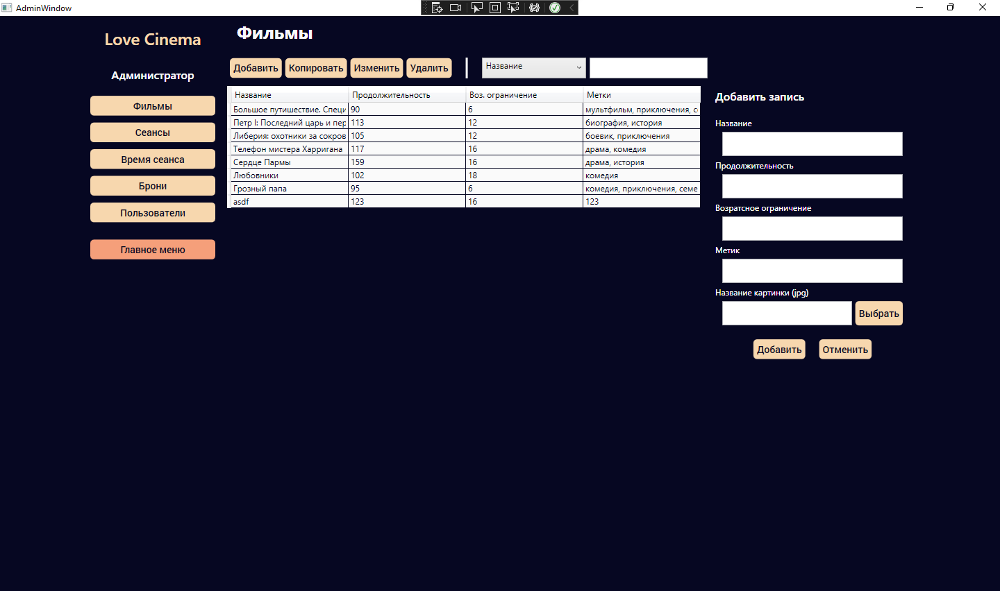 AdminWindow
Love Cinema
Администратор
Фильмы
Сеансы
Время сеанса
Брони
Пользователи
Главное меню
Фильмы
Добавить Копировать Изменить Удалить Название
Название Продолжительность Воз. ограничение Метки
Большое путишествие. Специ 90 6 мультфильм, приключения, с
Петр I: Последний царь и пер 113 12 биография, история
Либерия: охотники за сокров 105 12 боевик, приключения
Телефон мистера Харригана 117 16 драма, комедия
Сердце Пармы 159 16 драма, история
Любовники 102 18 комедия
Грозный папа 95 6 комедия, приключения, семе
asdf 123 16 123
Добавить запись
Название
Продолжительность
Возратсное ограничение
Метик
Название картинки (jpg)
Выбрать
Добавить Отменить